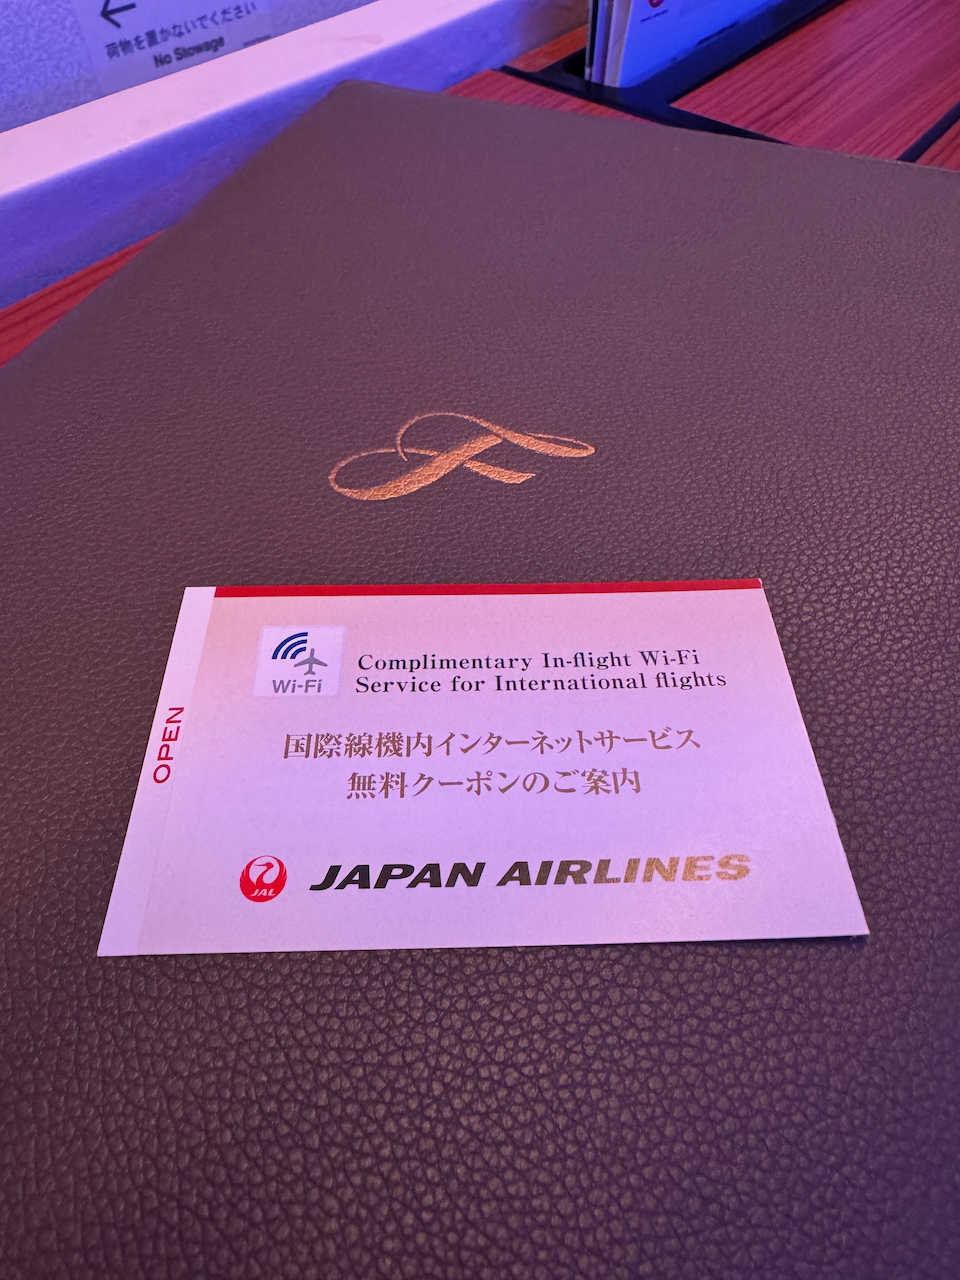 荷物を置かないでください
No Stowage
OPEN
Wi-Fi
Complimentary In-flight Wi-Fi
Service for International flights
国際線機内インターネットサービス
無料クーポンのご案内
JAL
JAPAN AIRLINES